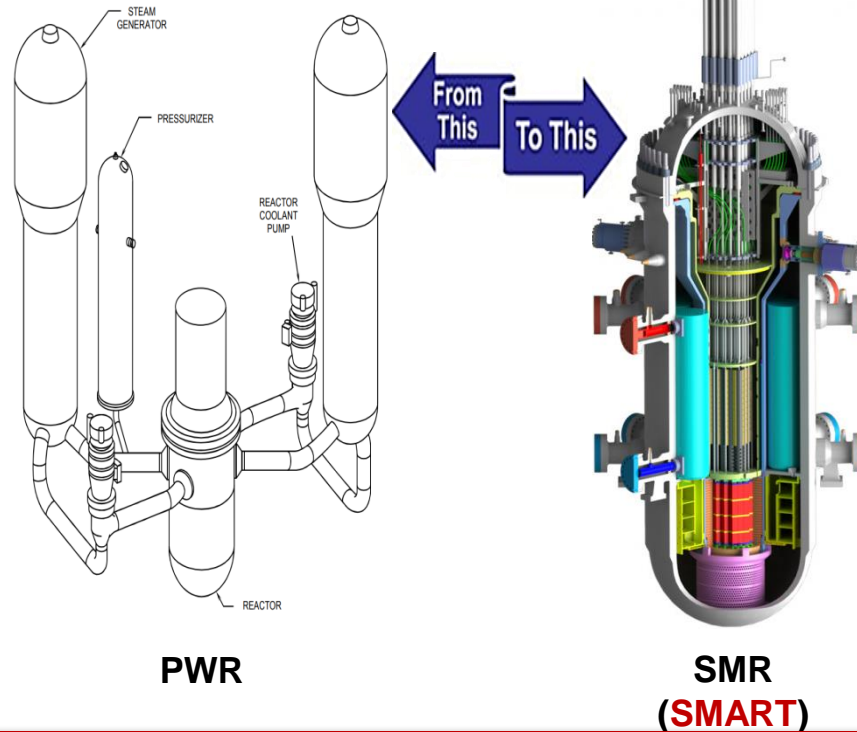 STEAM
GENERATOR
PRESSURIZER
REACTOR
COOLANT
PUMP
REACTOR
From
This
To This
PWR
SMR
(SMART)